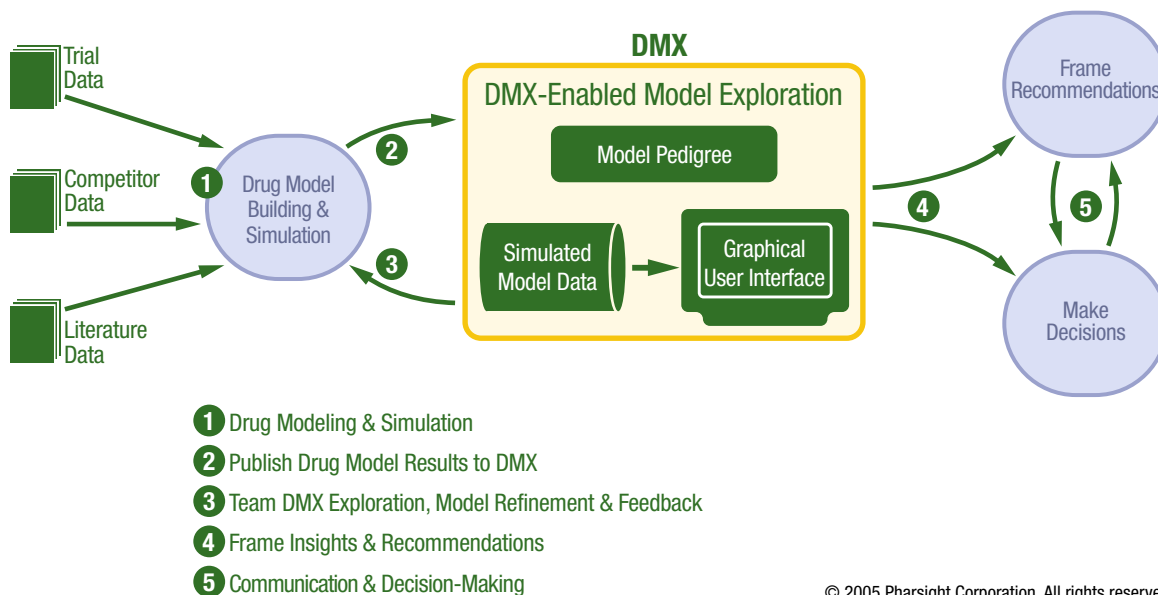 DMX
Trial
Data
Competitor
Data
Literature
Data
1
Drug Model
Building &
Simulation
2
3
DMX-Enabled Model Exploration
Model Pedigree
Simulated
Model Data
Graphical
User Interface
4
Frame
Recommendations
5
Make
Decisions
1 Drug Modeling & Simulation
2 Publish Drug Model Results to DMX
3 Team DMX Exploration, Model Refinement & Feedback
4 Frame Insights & Recommendations
5 Communication & Decision-Making
© 2005 Pharsight Corporation. All rights reserve